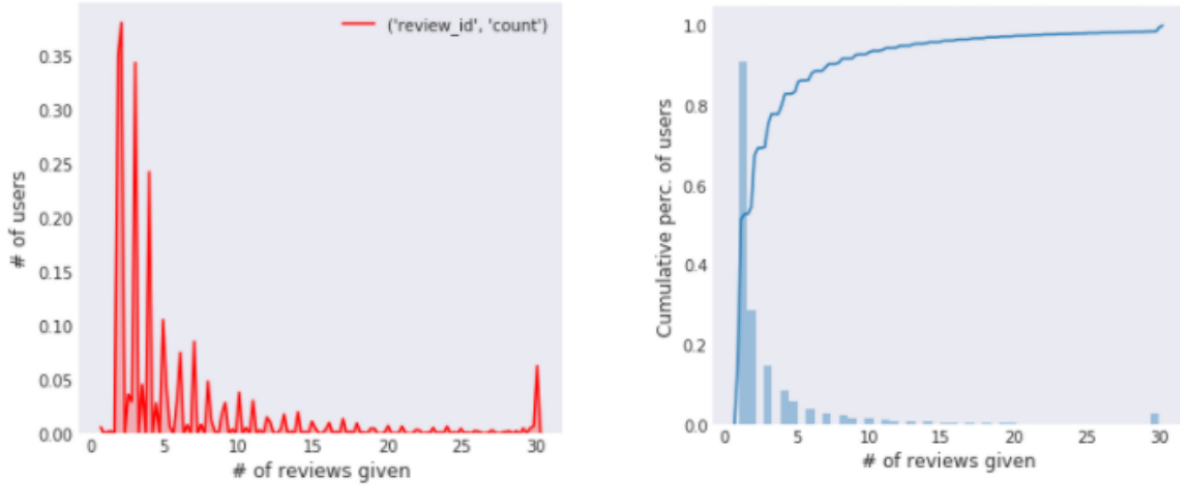 ('review_id', 'count')
0.35
0.30
0.25
0.20
0.15
0.10
0.05
0.00
# of users
0 5 10 15 20 25 30
# of reviews given
1.0
0.8
0.6
0.4
0.2
0.0
Cumulative perc. of users
0 5 10 15 20 25 30
# of reviews given